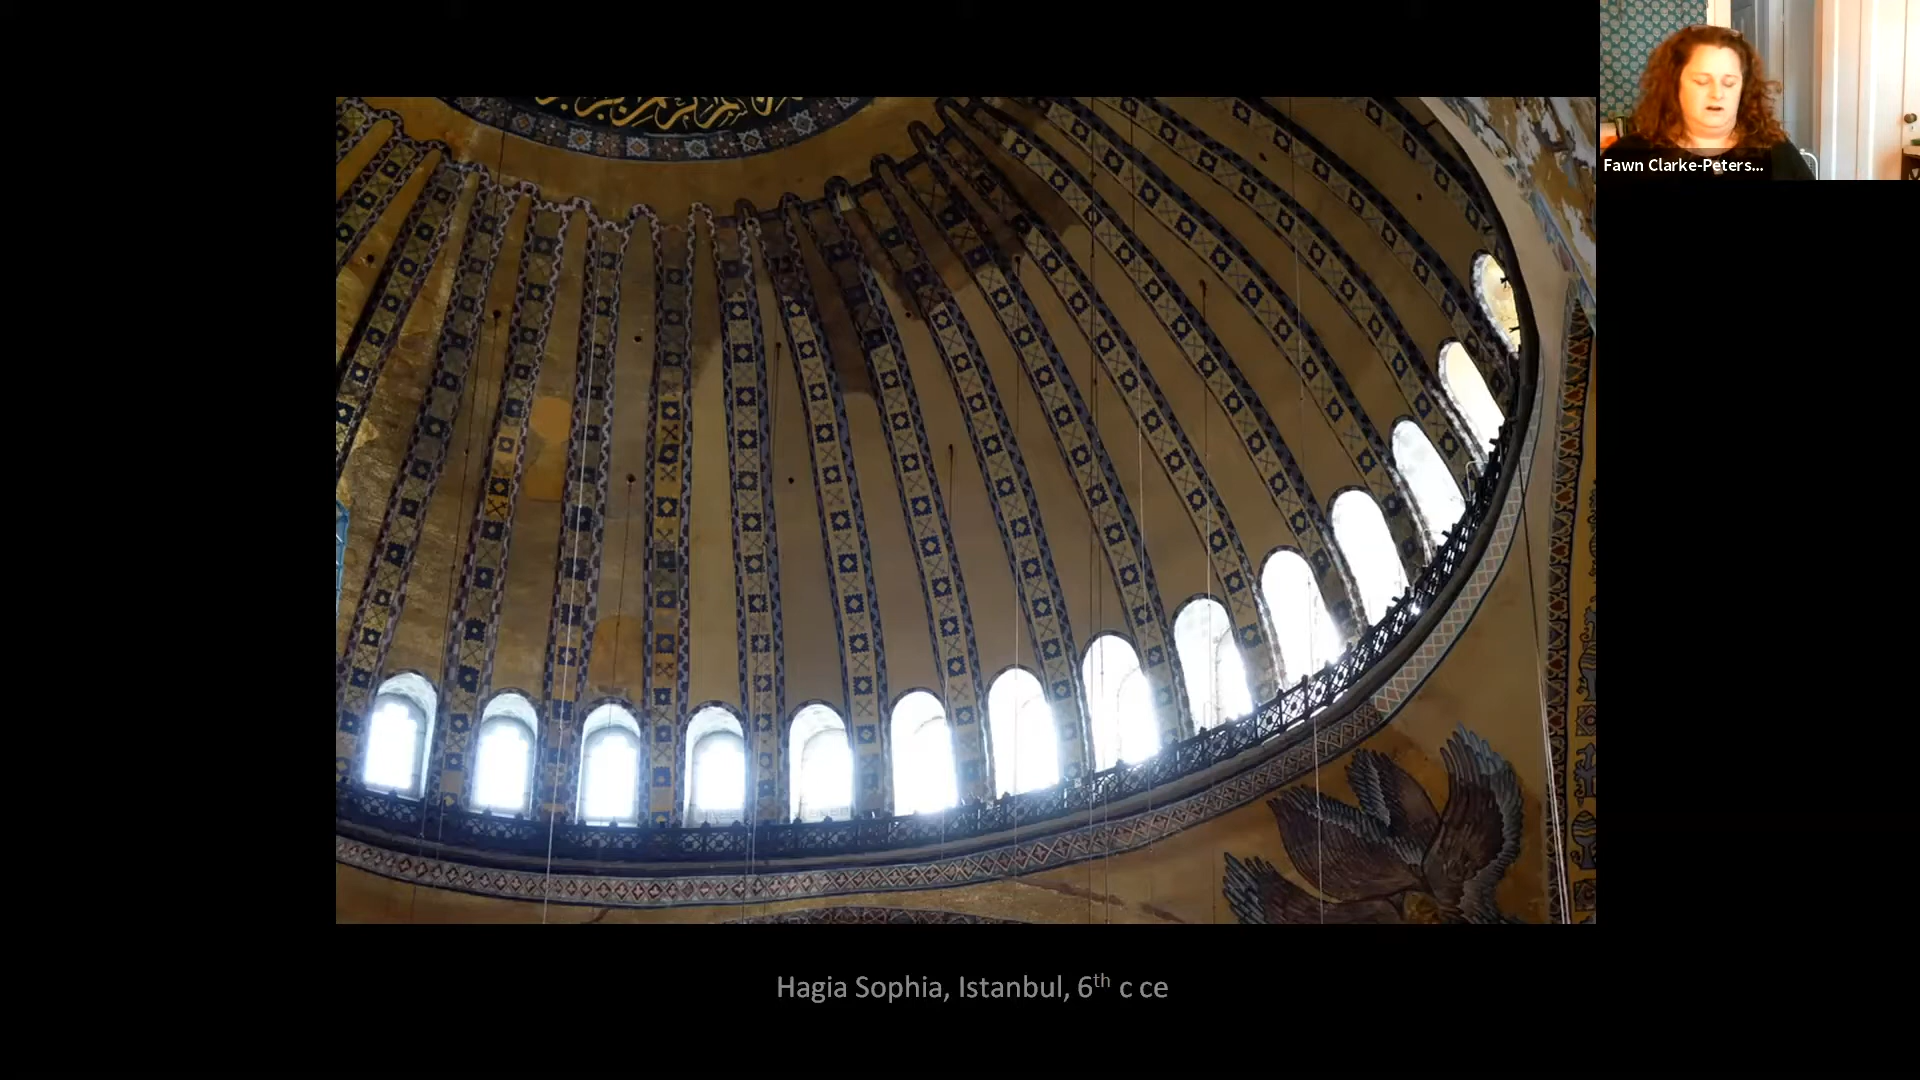 Fawn Clarke-Peters...
Hagia Sophia, Istanbul, 6th c ce